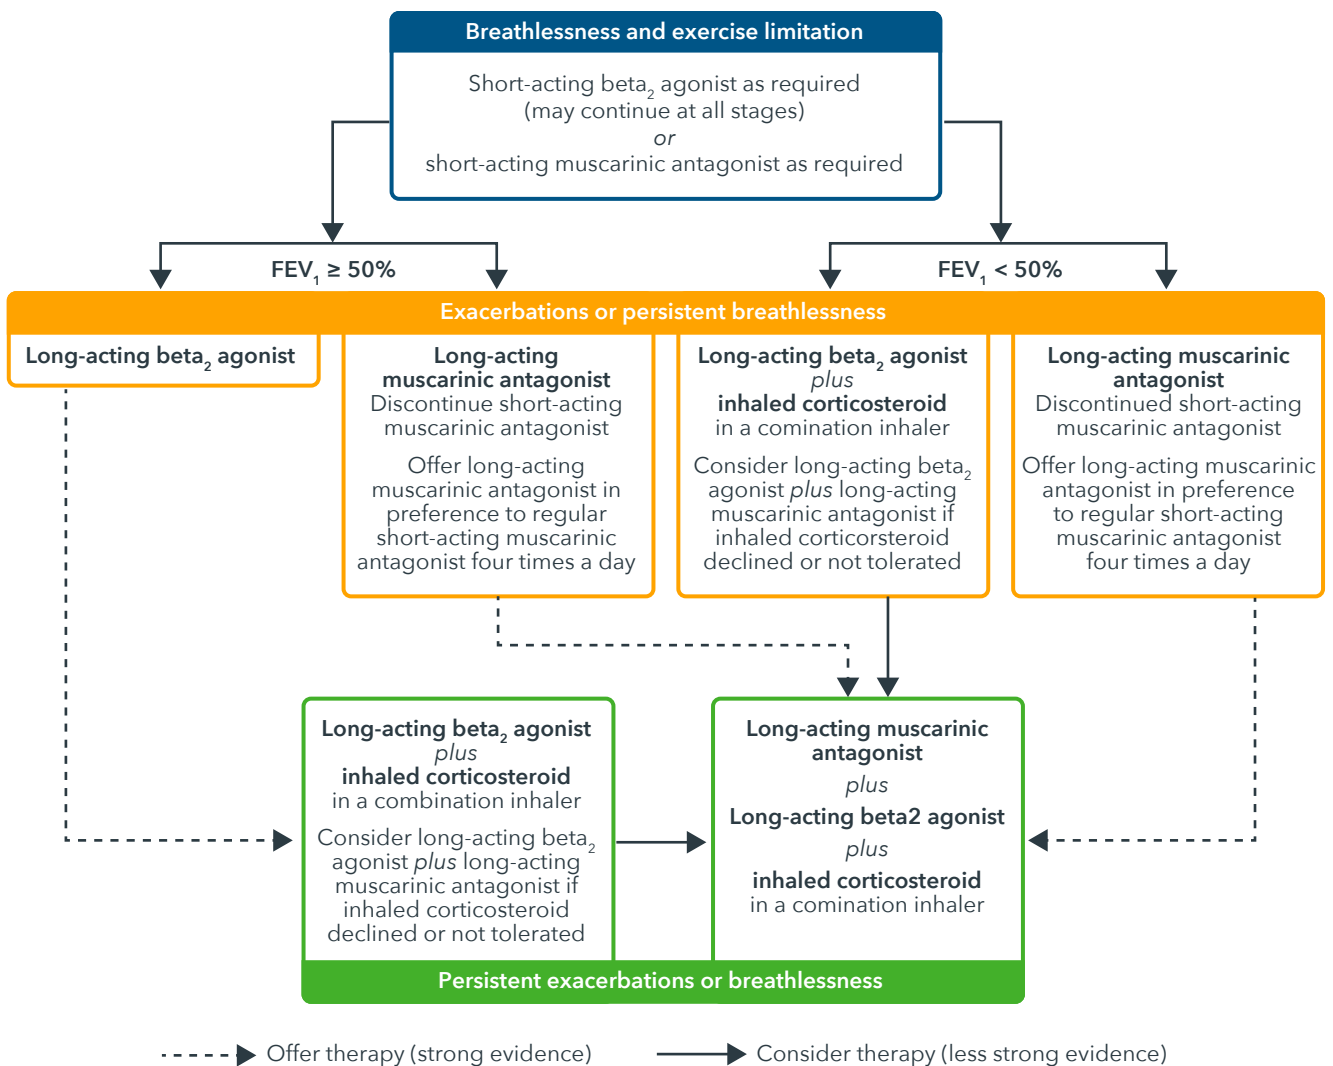 Breathlessness and exercise limitation
Short-acting beta₂ agonist as required
(may continue at all stages)
or
short-acting muscarinic antagonist as required
FEV₁ ≥ 50%
FEV₁ < 50%
Exacerbations or persistent breathlessness
Long-acting beta₂ agonist
Long-acting
muscarinic antagonist
Discontinue short-acting
muscarinic antagonist
Offer long-acting
muscarinic antagonist in
preference to regular
short-acting muscarinic
antagonist four times a day
Long-acting beta₂ agonist
plus
inhaled corticosteroid
in a comination inhaler
Consider long-acting beta₂
agonist plus long-acting
muscarinic antagonist if
inhaled corticorsteroid
declined or not tolerated
Long-acting muscarinic
antagonist
Discontinued short-acting
muscarinic antagonist
Offer long-acting muscarinic
antagonist in preference
to regular short-acting
muscarinic antagonist
four times a day
Long-acting beta₂ agonist
plus
inhaled corticosteroid
in a combination inhaler
Consider long-acting beta₂
agonist plus long-acting
muscarinic antagonist if
inhaled corticosteroid
declined or not tolerated
Long-acting muscarinic
antagonist
plus
Long-acting beta2 agonist
plus
inhaled corticosteroid
in a comination inhaler
Persistent exacerbations or breathlessness
Offer therapy (strong evidence)
Consider therapy (less strong evidence)